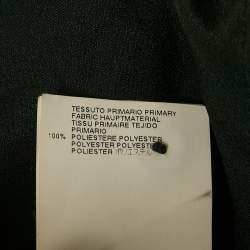 TESSUTO PRIMARIO PRIMARY
FABRIC HAUPTMATERIAL
TISSU PRIMAIRE TEJIDO
PRIMARIO
100% POLIESTERE POLYESTER
POLYESTER POLYESTER
POLIESTER ポリエステル